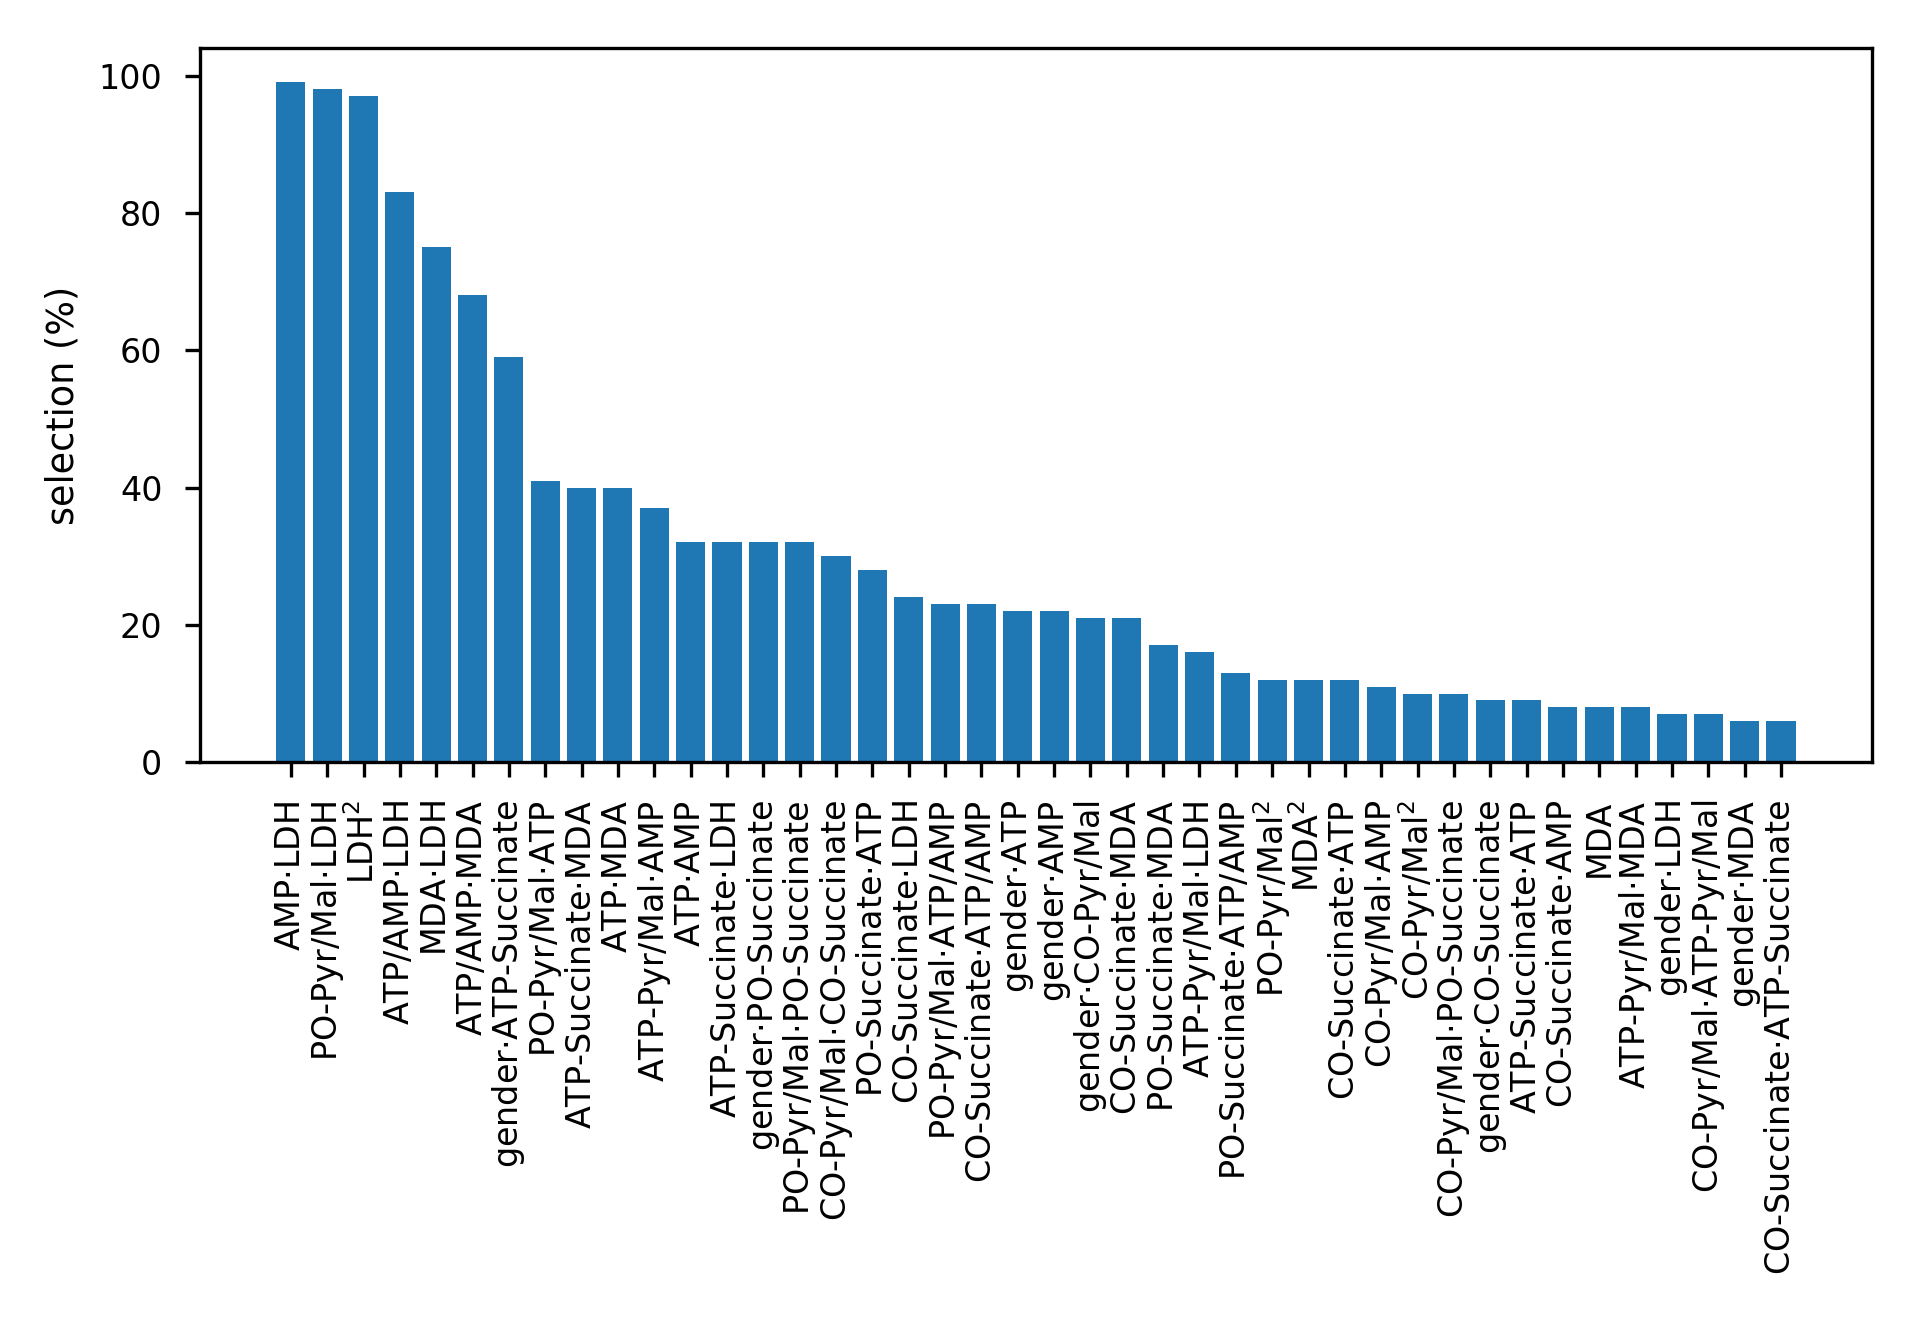 selection (%)
100
80
60
40
20
0
AMP·LDH
PO-Pyr/Mal·LDH
LDH²
ATP/AMP·LDH
MDA·LDH
ATP/AMP·MDA
gender·ATP-Succinate
PO-Pyr/Mal·ATP
ATP-Succinate·MDA
ATP·MDA
ATP-Pyr/Mal·AMP
ATP·AMP
ATP-Succinate·LDH
gender·PO-Succinate
PO-Pyr/Mal·PO-Succinate
CO-Pyr/Mal·CO-Succinate
PO-Succinate·ATP
CO-Succinate·LDH
PO-Pyr/Mal·ATP/AMP
CO-Succinate·ATP/AMP
gender·ATP
gender·AMP
gender·CO-Pyr/Mal
CO-Succinate·MDA
PO-Succinate·MDA
ATP-Pyr/Mal·LDH
PO-Succinate·ATP/AMP
PO-Pyr/Mal²
MDA²
CO-Succinate·ATP
CO-Pyr/Mal·AMP
CO-Pyr/Mal²
CO-Pyr/Mal·PO-Succinate
gender·CO-Succinate
ATP-Succinate·ATP
CO-Succinate·AMP
MDA
ATP-Pyr/Mal·MDA
gender·LDH
CO-Pyr/Mal·ATP-Pyr/Mal
gender·MDA
CO-Succinate·ATP-Succinate